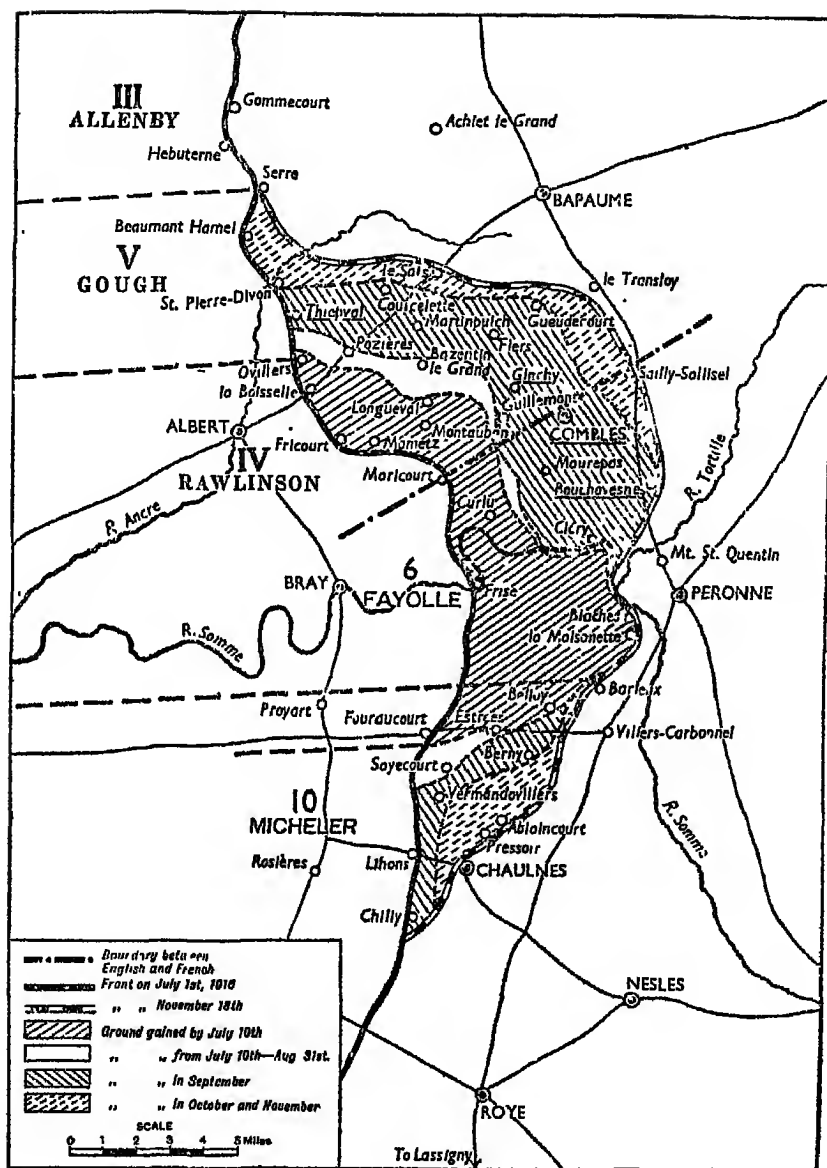 III
ALLENBY
Gommecourt
Achiet le Grand
Hebuterne
Serre
BAPAUME
Beaumont Hamel
V
GOUGH
le Sars
le Transloy
St. Pierre-Divon
Thiepval
Courcelette
Martinpuich
Gueudecourt
Flers
Pozières
Bazentin
le Grand
Ovillers
Ginchy
Sailly-Saillisel
la Boisselle
Guillemont
Longueval
ALBERT
COMBLES
Montauban
Fricourt
Mametz
IV
RAWLINSON
Maurepas
Maricourt
Bouchavesne
R. Tortille
Curlu
R. Ancre
Clery
Mt. St. Quentin
6
FAYOLLE
BRAY
Frise
PERONNE
Biaches
la Maisonette
R. Somme
Barleux
Belloy
Proyart
Fouraucourt
Estrées
Villers-Carbonnel
Berny
Soyecourt
10
MICHELER
Vermandovillers
R. Somme
Ablaincourt
Pressoir
Rosières
Lihons
CHAULNES
Chilly
NESLES
ROYE
To Lassigny
Boundary between
English and French
Front on July 1st, 1916
" " November 18th
Ground gained by July 10th
" " from July 10th—Aug 31st.
" " In September
" " In October and November
SCALE
0 1 2 3 4 5 Miles